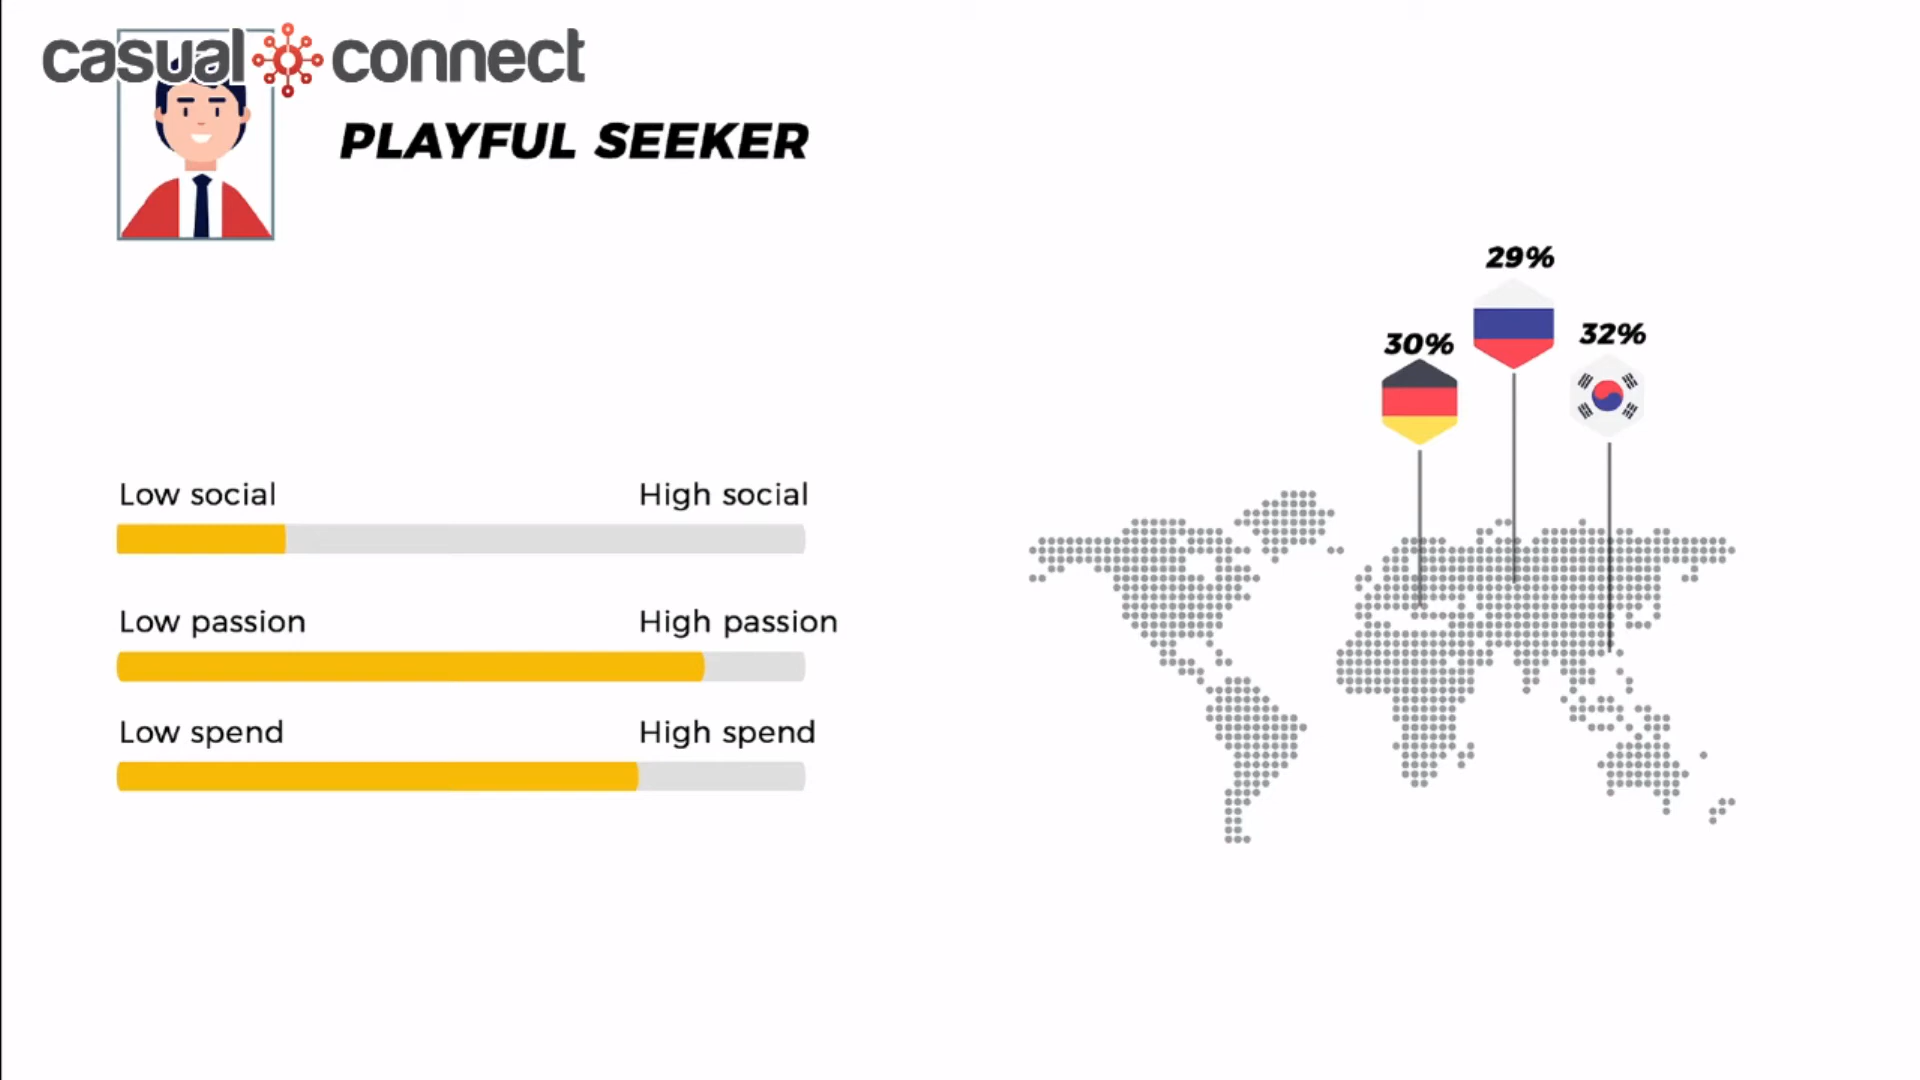 casual connect
PLAYFUL SEEKER
29%
32%
30%
Low social High social
Low passion High passion
Low spend High spend